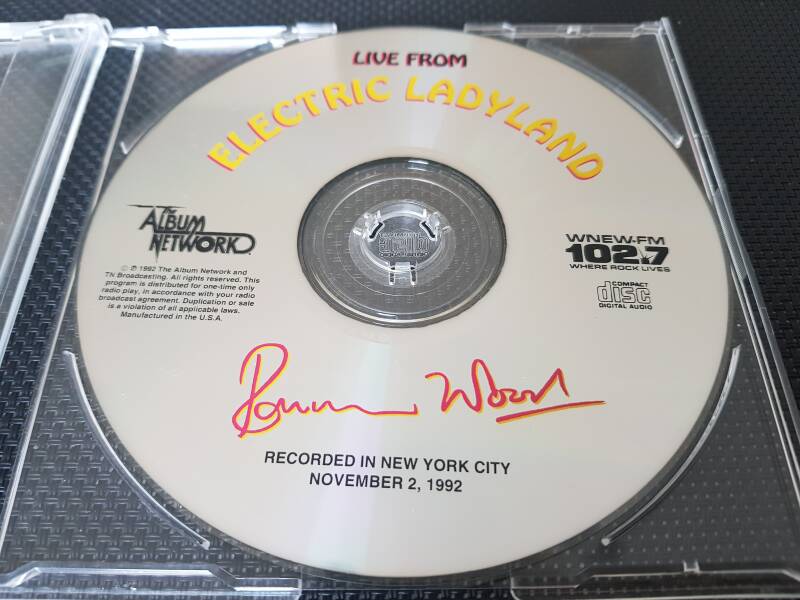 LIVE FROM
ELECTRIC LADYLAND
The
ALBUM
NETWORK
© ℗ 1992 The Album Network and
TN Broadcasting. All rights reserved. This
program is distributed for one-time only
radio play, in accordance with your radio
broadcast agreement. Duplication or sale
is a violation of all applicable laws.
Manufactured in the U.S.A.
WNEW-FM
102.7
WHERE ROCK LIVES
COMPACT
disc
DIGITAL AUDIO
Ronnie Wood
RECORDED IN NEW YORK CITY
NOVEMBER 2, 1992